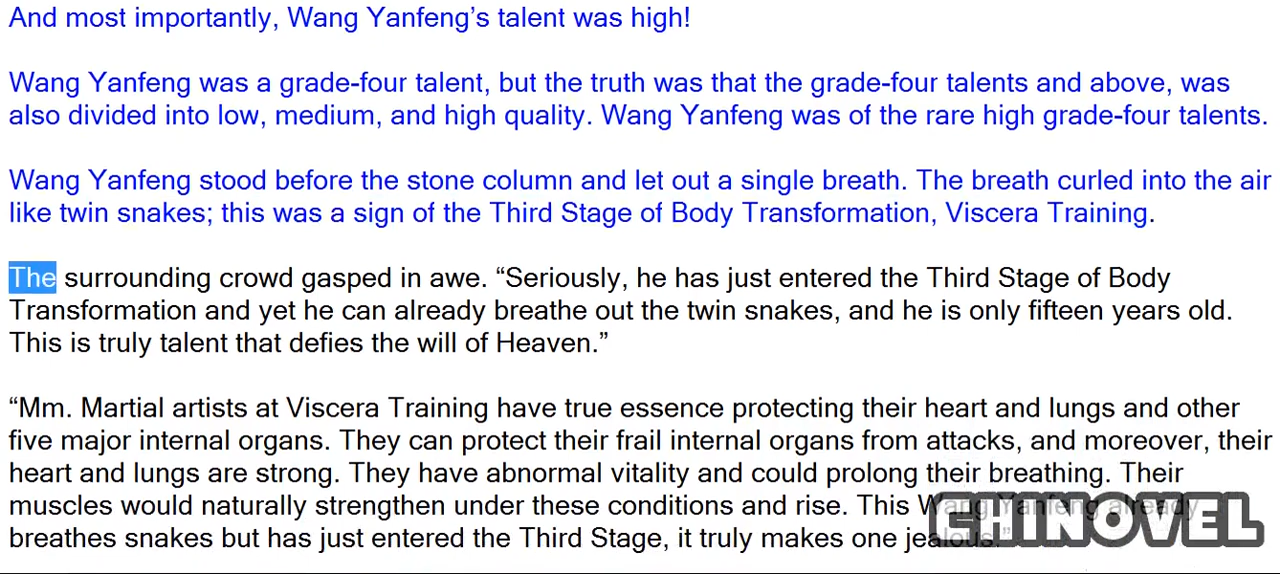 And most importantly, Wang Yanfeng’s talent was high!
Wang Yanfeng was a grade-four talent, but the truth was that the grade-four talents and above, was
also divided into low, medium, and high quality. Wang Yanfeng was of the rare high grade-four talents.
Wang Yanfeng stood before the stone column and let out a single breath. The breath curled into the air
like twin snakes; this was a sign of the Third Stage of Body Transformation, Viscera Training.
The surrounding crowd gasped in awe. “Seriously, he has just entered the Third Stage of Body
Transformation and yet he can already breathe out the twin snakes, and he is only fifteen years old.
This is truly talent that defies the will of Heaven.”
“Mm. Martial artists at Viscera Training have true essence protecting their heart and lungs and other
five major internal organs. They can protect their frail internal organs from attacks, and moreover, their
heart and lungs are strong. They have abnormal vitality and could prolong their breathing. Their
muscles would naturally strengthen under these conditions and rise. This Wang Yanfeng already
breathes snakes but has just entered the Third Stage, it truly makes one jealous.”
CHINOVEL